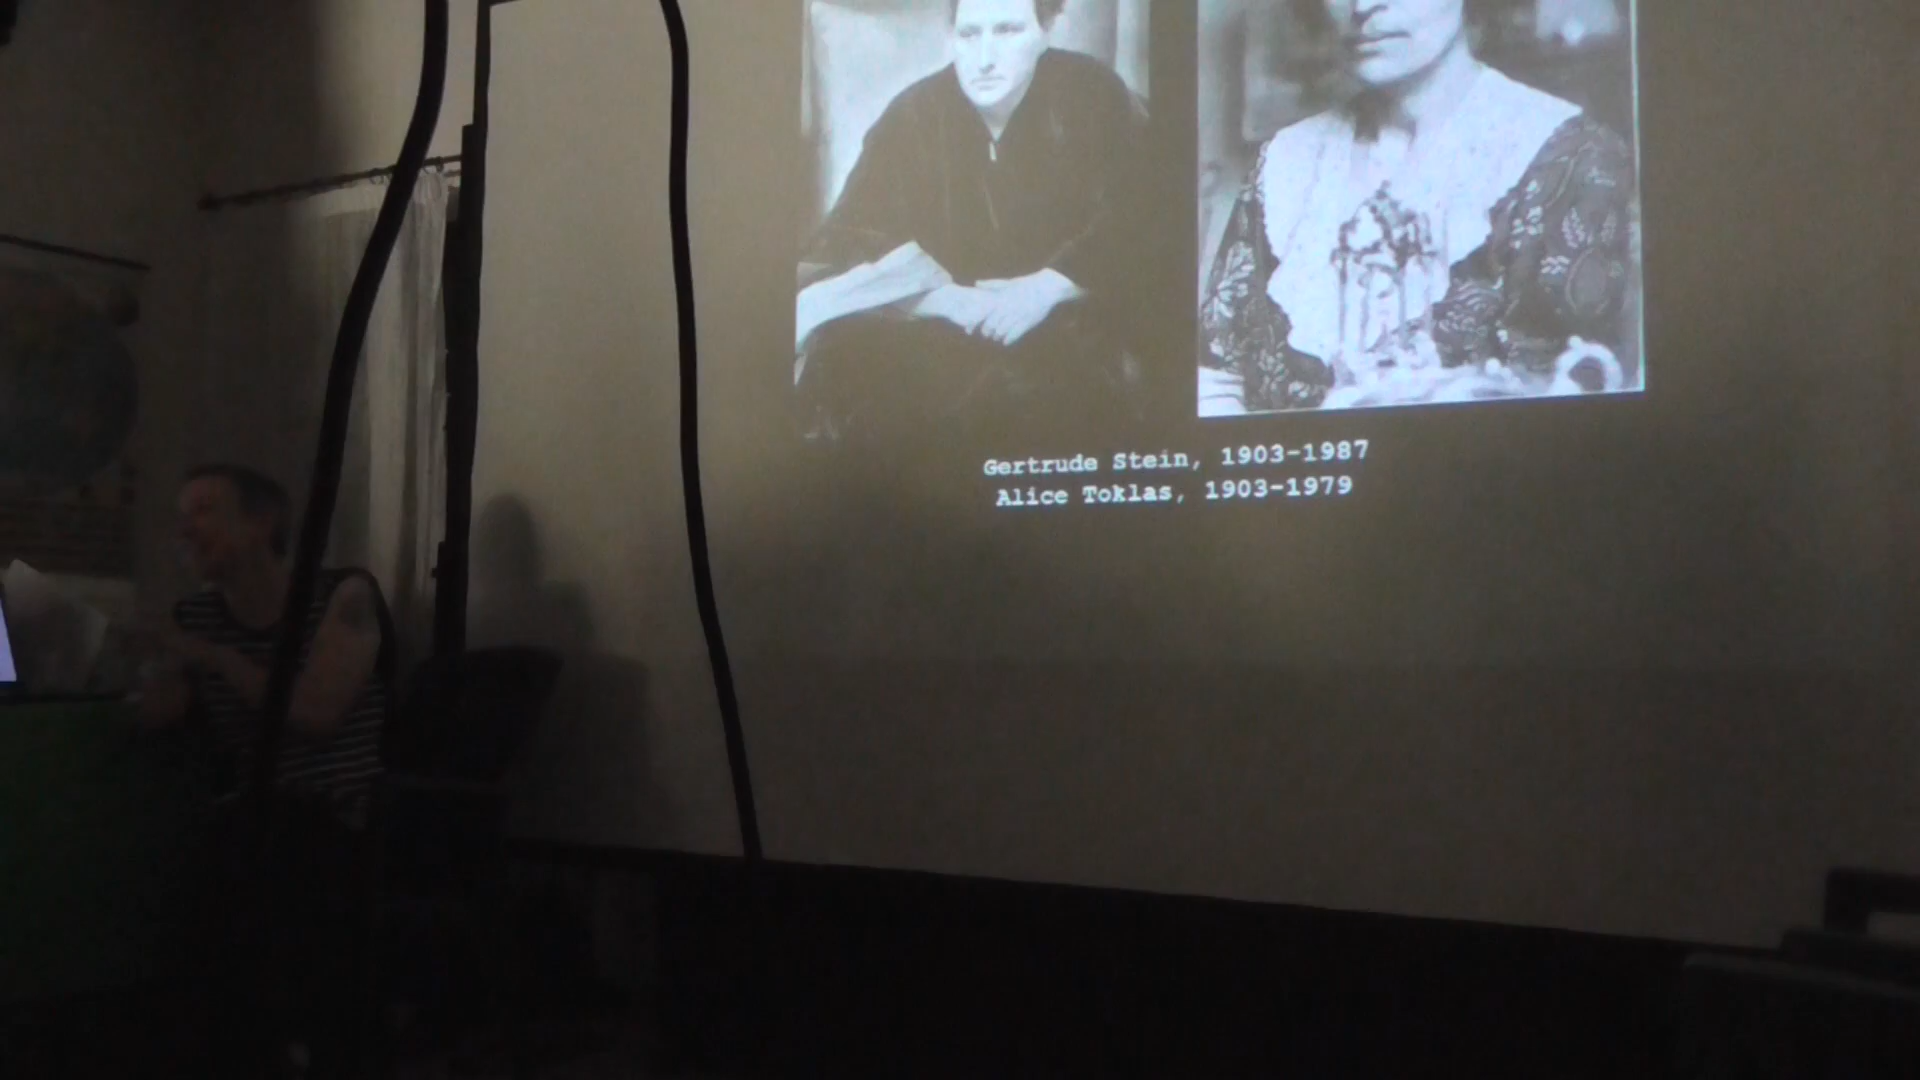 Gertrude Stein, 1903-1987
Alice Toklas, 1903-1979